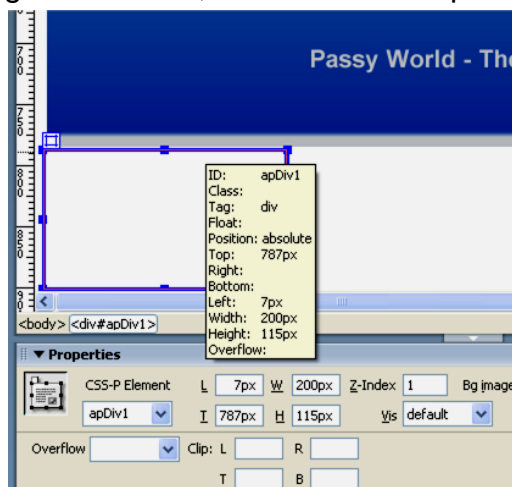 Passy World - The
ID: apDiv1
Class:
Tag: div
Float:
Position: absolute
Top: 787px
Right:
Bottom:
Left: 7px
Width: 200px
Height: 115px
Overflow:
<body> <div#apDiv1>
Properties
CSS-P Element L 7px W 200px Z-Index 1 Bg image
apDiv1 T 787px H 115px Vis default
Overflow Clip: L R
T B